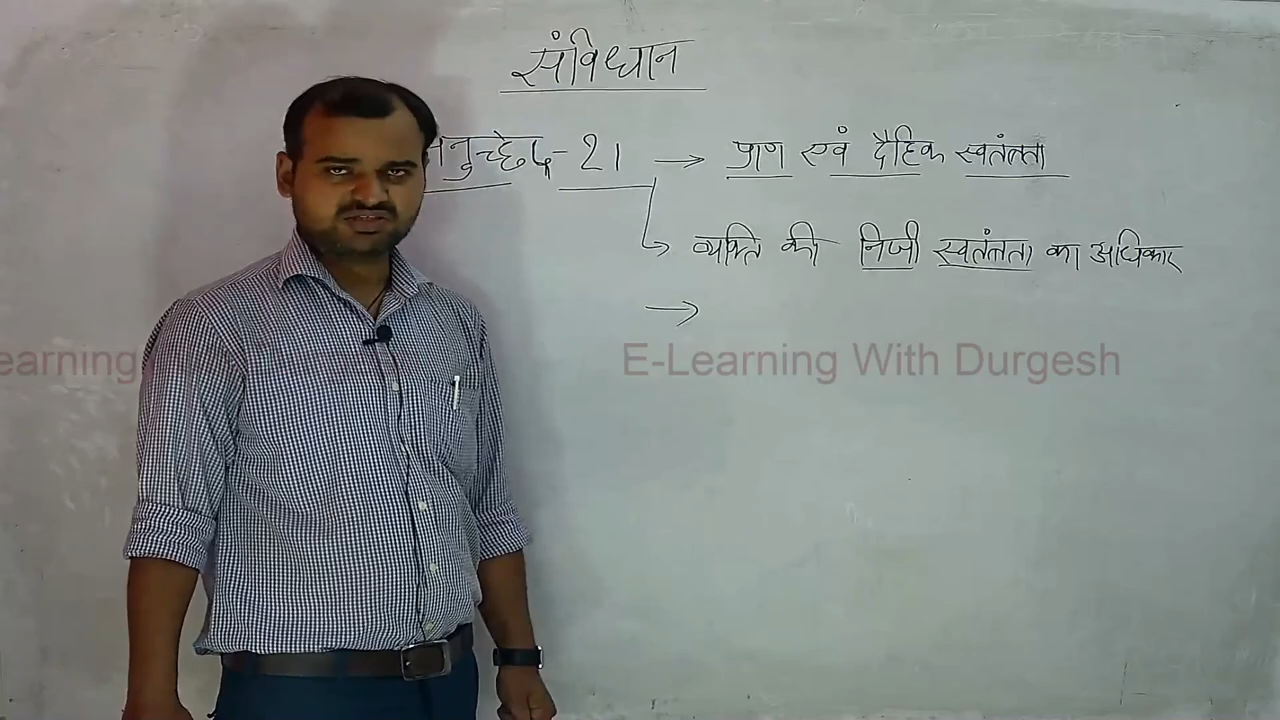 संविधान
नुच्छेद-21 → प्राण एवं दैहिक स्वतंत्रता
व्यक्ति की निजी स्वतंत्रता का अधिकार
→
earning E-Learning With Durgesh